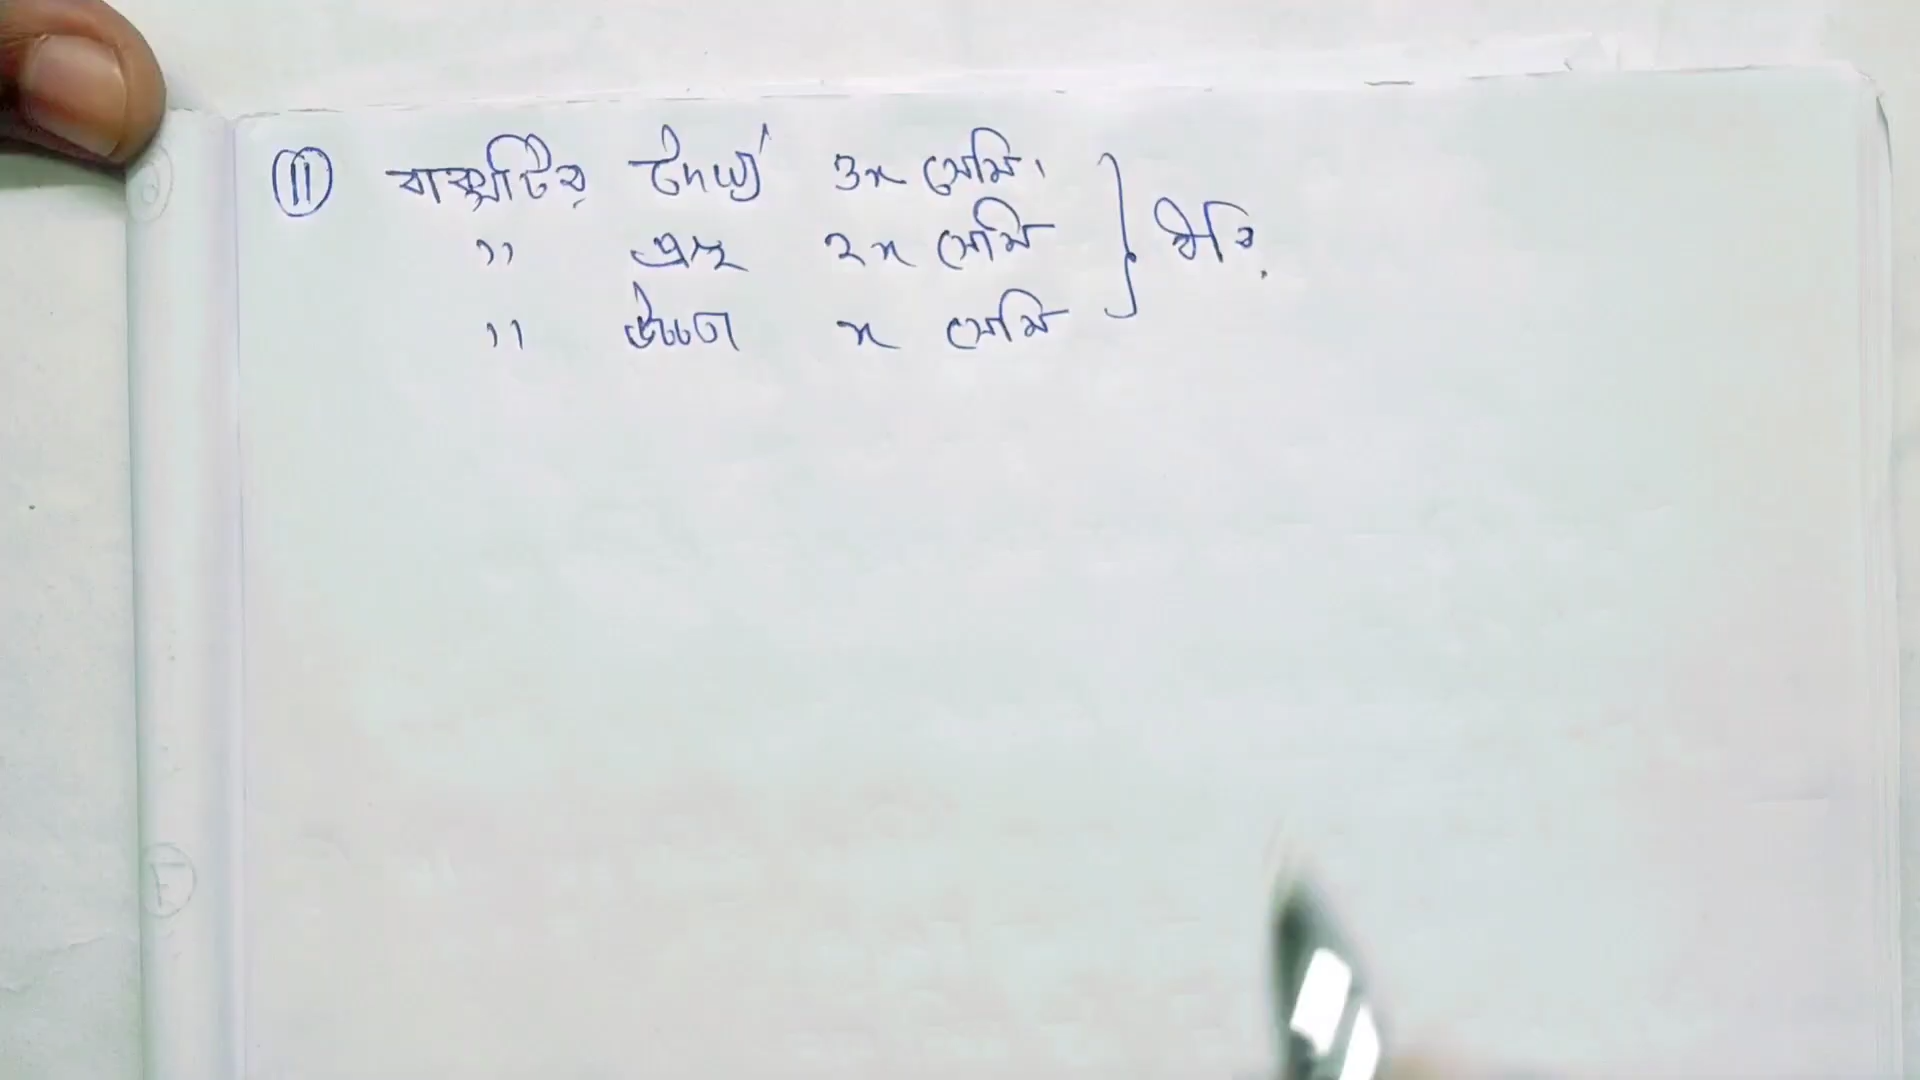 11 বাক্সটির দৈর্ঘ্য 3x সেমি। } ধরি
,, প্রস্থ 2x সেমি
,, উচ্চতা x সেমি